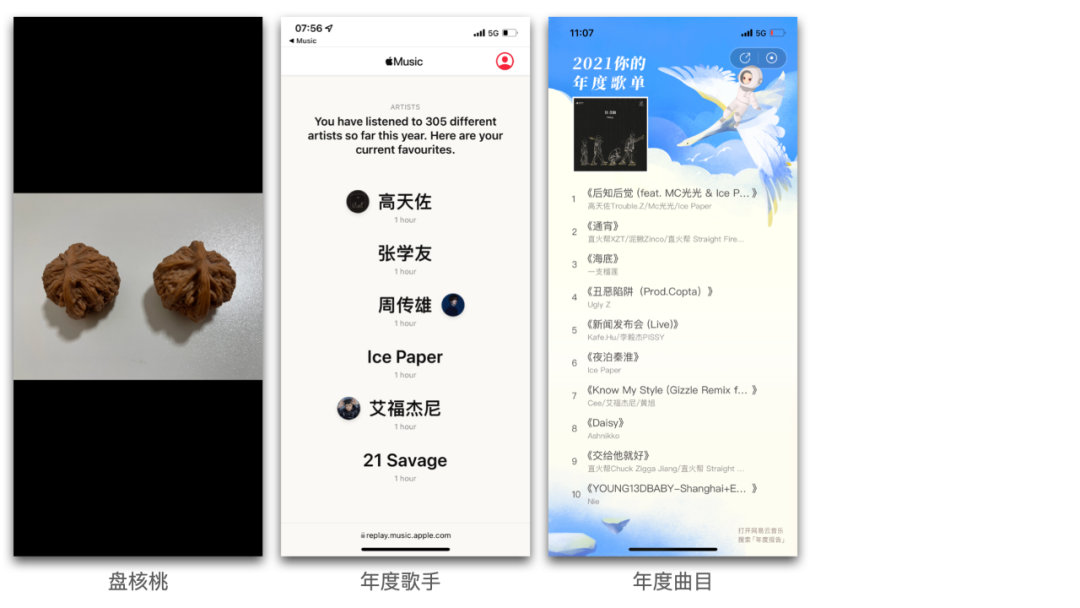 07:56
5G
◀ Music
Music
ARTISTS
You have listened to 305 different
artists so far this year. Here are your
current favourites.
高天佐
1 hour
张学友
1 hour
周传雄
1 hour
Ice Paper
1 hour
艾福杰尼
1 hour
21 Savage
1 hour
replay.music.apple.com
11:07
5G
2021你的
年度歌单
1
《后知后觉 (feat. MC光光 & Ice P... 》
高天佐Trouble.Z/Mc光光/Ice Paper
2
《通宵》
直火帮XZT/泥鳅Zinco/直火帮 Straight Fire...
3
《海底》
一支榴莲
4
《丑恶陷阱（Prod.Copta）》
Ugly Z
5
《新闻发布会 (Live)》
Kafe.Hu/李毅杰PISSY
6
《夜泊秦淮》
Ice Paper
7
《Know My Style (Gizzle Remix f... 》
Cee/艾福杰尼/黄旭
8
《Daisy》
Ashnikko
9
《交给他就好》
直火帮Chuck Zigga Jiang/直火帮 Straight ...
10
《YOUNG13DBABY–Shanghai+E... 》
Nie
打开网易云音乐
搜索「年度报告」
盘核桃
年度歌手
年度曲目